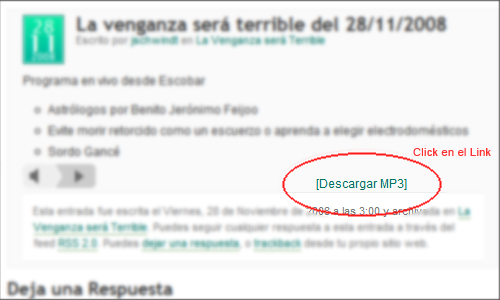 28
11
2008
La venganza será terrible del 28/11/2008
Escrito por jschwindt en La Venganza será Terrible
Programa en vivo desde Escobar
Astrólogos por Benito Jerónimo Feijoo
Evite morir retorcido como un escuerzo o aprenda a elegir electrodomésticos
Sordo Gancé
Click en el Link
[Descargar MP3]
Esta entrada fue escrita el Viernes, 28 de Noviembre de 2008 a las 3:00 y archivada en La
Venganza será Terrible. Puedes seguir cualquier respuesta a esta entrada a través del
feed RSS 2.0. Puedes dejar una respuesta, o trackback desde tu propio sitio web.
Deja una Respuesta